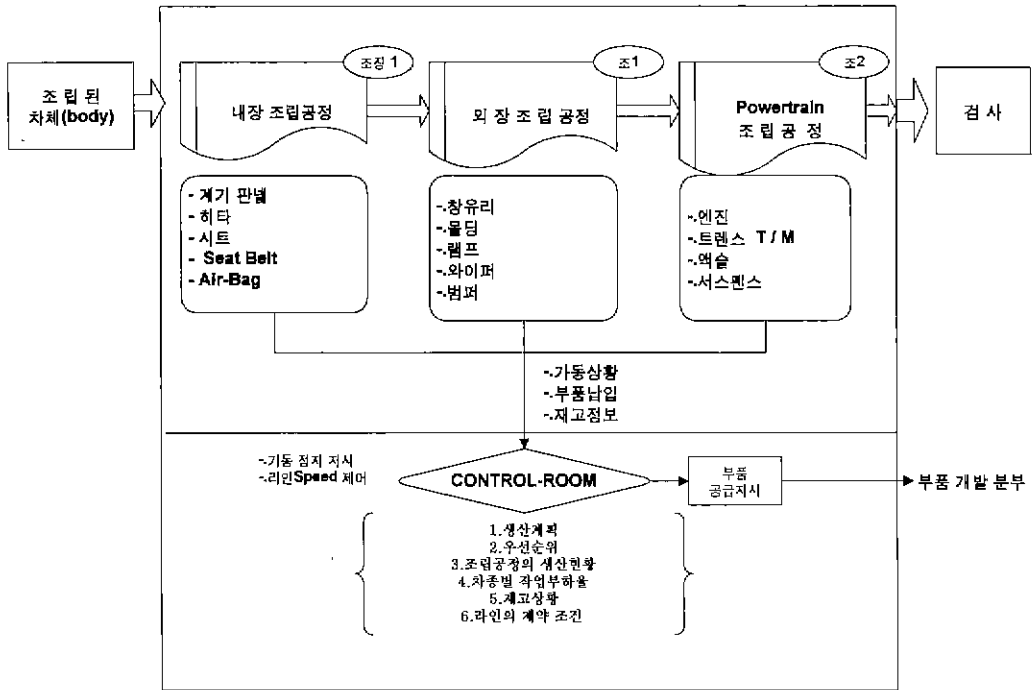 조립 된
차체(body)
조장 1
내장 조립공정
조1
외 장 조 립 공 정
조2
Powertrain
조 립 공 정
검 사
- 계기 판넬
- 히타
- 시트
- Seat Belt
- Air-Bag
-.창유리
-.몰딩
-.램프
-.와이퍼
-.범퍼
-.엔진
-.트렌스 T / M
-.액슬
-.서스펜스
-.가동상황
-.부품납입
-.재고정보
-.기동 정지 지시
-.라인Speed 제어
CONTROL-ROOM
부품
공급지시
부품 개발 분부
1.생산계획
2.우선순위
3.조립공정의 생산현황
4.차종별 작업부하율
5.재고상황
6.라인의 제약 조건